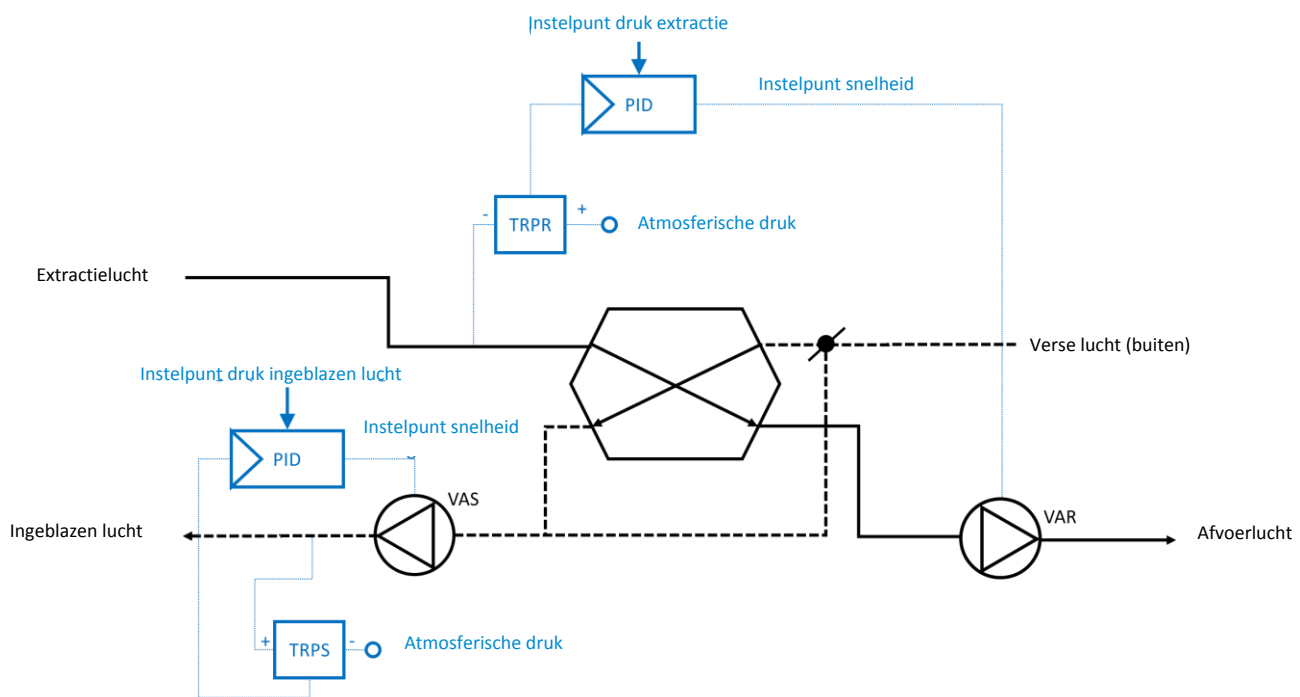 Instelpunt druk extractie
Instelpunt snelheid
PID
- TRPR +
Atmosferische druk
Extractielucht
Verse lucht (buiten)
Instelpunt druk ingeblazen lucht
Instelpunt snelheid
PID
VAS
VAR
Ingeblazen lucht
Afvoerlucht
+ TRPS -
Atmosferische druk